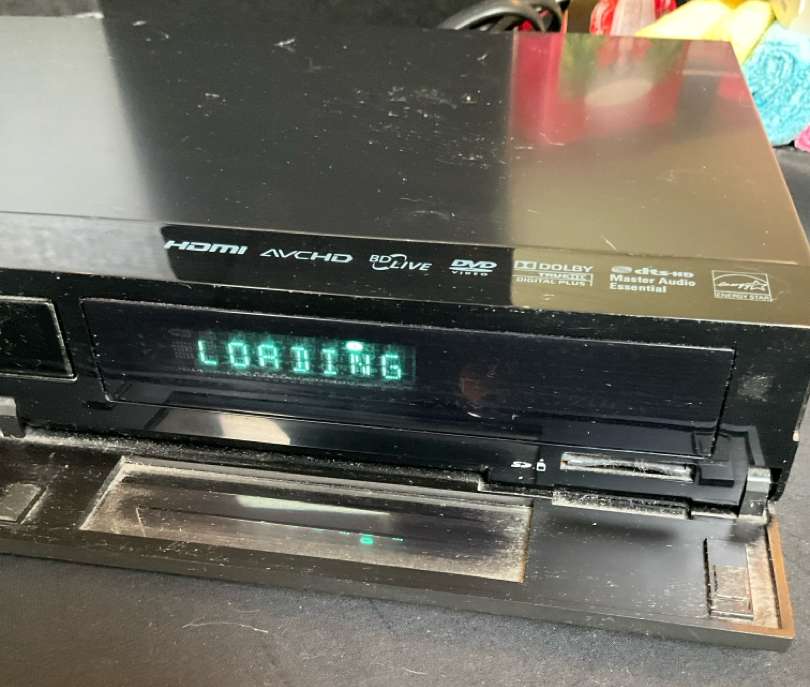 HDMI
AVCHD
BD LIVE
DVD
VIDEO
DOLBY
TRUEHD
DIGITAL PLUS
dts-HD
Master Audio
Essential
ENERGY STAR
LOADING
SD